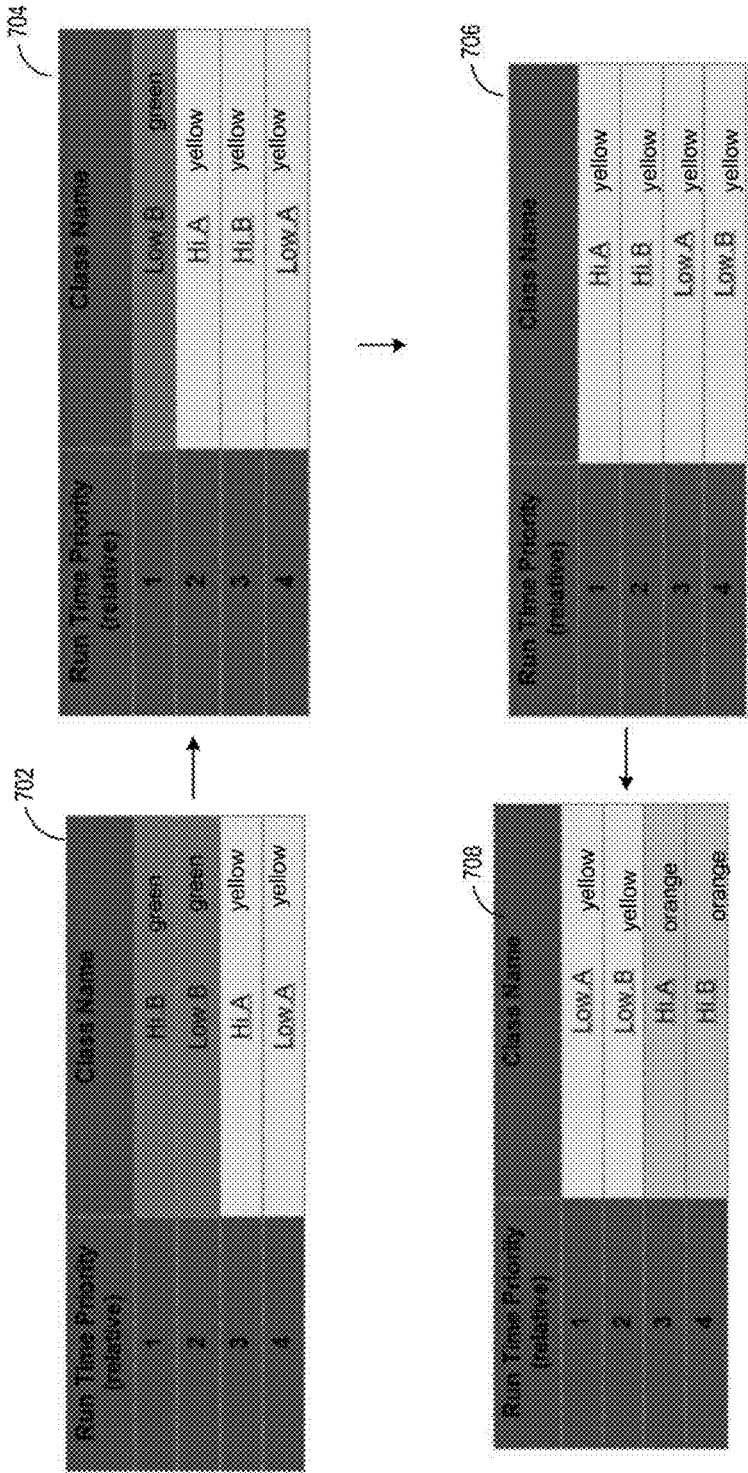 702
Run Time Priority (relative) Class Name
1 Hi.B green
2 Low.B green
3 Hi.A yellow
4 Low.A yellow
704
Run Time Priority (relative) Class Name
1 Low.B green
2 Hi.A yellow
3 Hi.B yellow
4 Low.A yellow
706
Run Time Priority (relative) Class Name
1 Hi.A yellow
2 Hi.B yellow
3 Low.A yellow
4 Low.B yellow
708
Run Time Priority (relative) Class Name
1 Low.A yellow
2 Low.B yellow
3 Hi.A orange
4 Hi.B orange